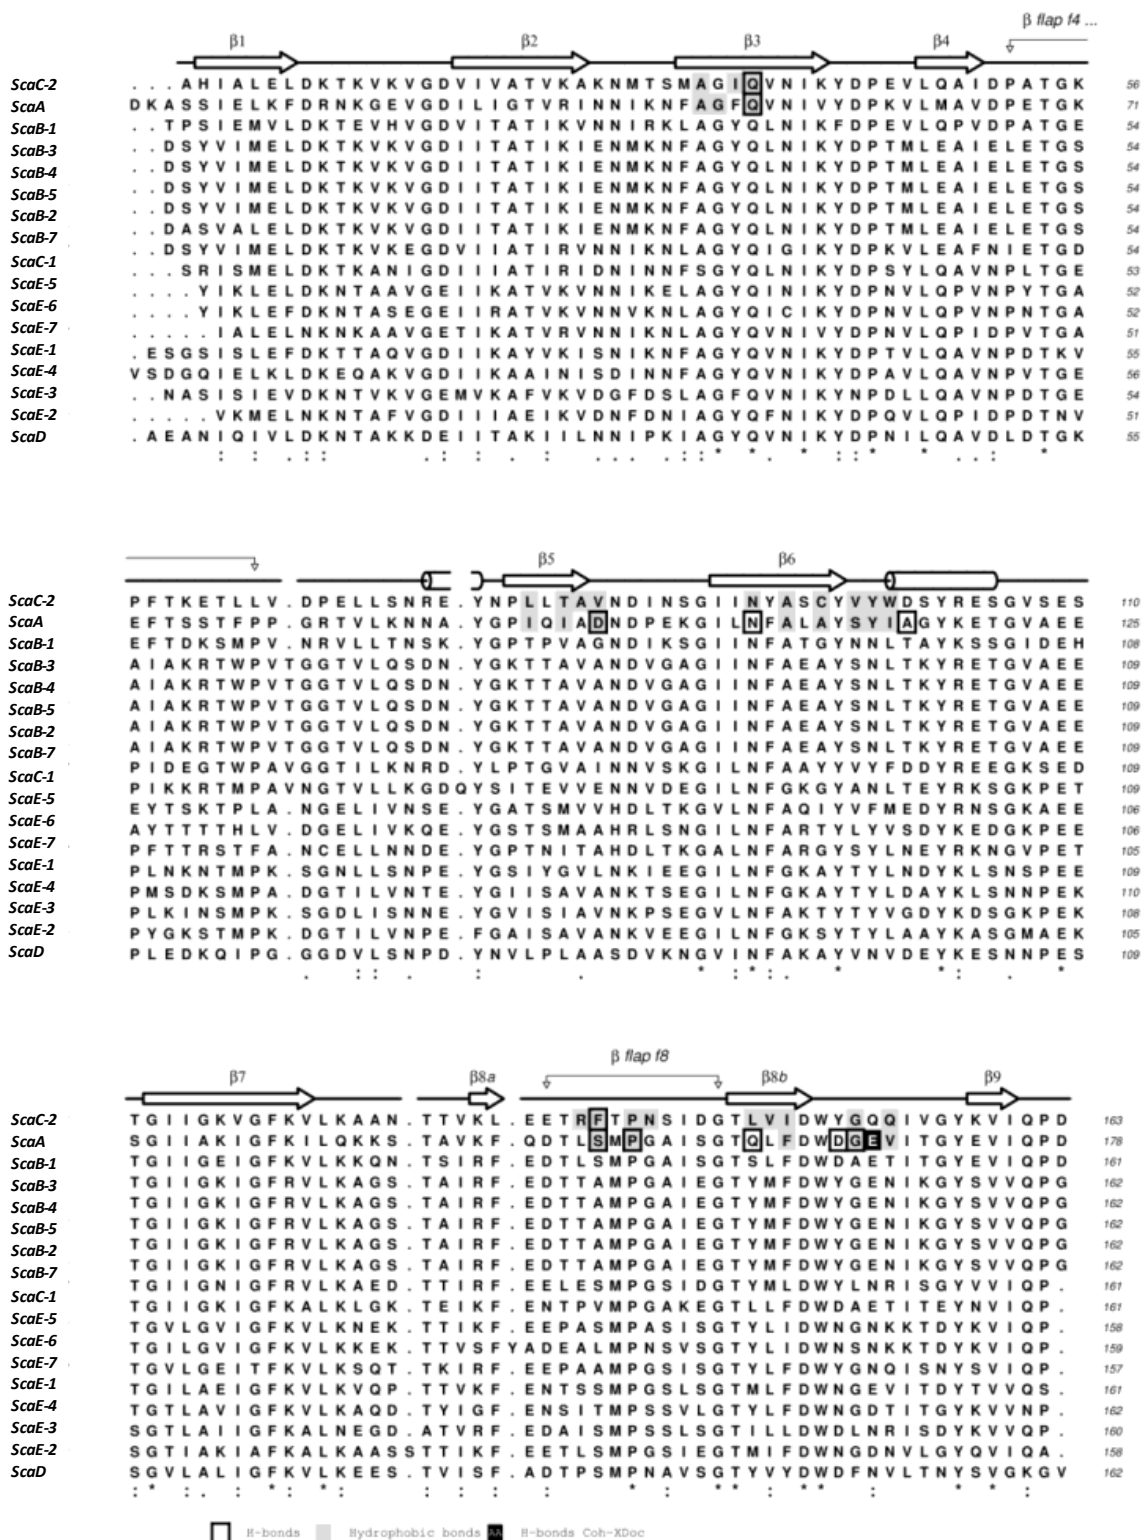 β flap f4 ...
β1 β2 β3 β4
ScaC-2 . . . A H I A L E L D K T K V K V G D V I V A T V K A K N M T S M A G I Q V N I K Y D P E V L Q A I D P A T G K 56
ScaA D K A S S I E L K F D R N K G E V G D I L I G T V R I N N I K N F A G F Q V N I V Y D P K V L M A V D P E T G K 71
ScaB-1 . . T P S I E M V L D K T E V H V G D V I T A T I K V N N I R K L A G Y Q L N I K F D P E V L Q P V D P A T G E 54
ScaB-3 . . D S Y V I M E L D K T K V K V G D I I T A T I K I E N M K N F A G Y Q L N I K Y D P T M L E A I E L E T G S 54
ScaB-4 . . D S Y V I M E L D K T K V K V G D I I T A T I K I E N M K N F A G Y Q L N I K Y D P T M L E A I E L E T G S 54
ScaB-5 . . D S Y V I M E L D K T K V K V G D I I T A T I K I E N M K N F A G Y Q L N I K Y D P T M L E A I E L E T G S 54
ScaB-2 . . D A S V A L E L D K T K V K V G D I I T A T I K I E N M K N F A G Y Q L N I K Y D P T M L E A I E L E T G S 54
ScaB-7 . . D S Y V I M E L D K T K V K E G D V I I A T I R V N N I K N L A G Y Q I G I K Y D P K V L E A F N I E T G D 54
ScaC-1 . . . S R I S M E L D K T K A N I G D I I I A T I R I D N I N N F S G Y Q L N I K Y D P S Y L Q A V N P L T G E 53
ScaE-5 . . . . Y I K L E L D K N T A A V G E I I K A T V K V N N I K E L A G Y Q I N I K Y D P N V L Q P V N P Y T G A 52
ScaE-6 . . . . Y I K L E F D K N T A S E G E I I R A T V K V N N V K N L A G Y Q I C I K Y D P N V L Q P V N P N T G A 52
ScaE-7 . . . . . I A L E L N K N K A A V G E T I K A T V R V N N I K N L A G Y Q V N I V Y D P N V L Q P I D P V T G A 51
ScaE-1 . E S G S I S L E F D K T T A Q V G D I I K A Y V K I S N I K N F A G Y Q V N I K Y D P T V L Q A V N P D T K V 55
ScaE-4 V S D G Q I E L K L D K E Q A K V G D I I K A A I N I S D I N N F A G Y Q V N I K Y D P A V L Q A V N P V T G E 56
ScaE-3 . . N A S I S I E V D K N T V K V G E M V K A F V K V D G F D S L A G F Q V N I K Y N P D L L Q A V N P D T G E 54
ScaE-2 . . . . . V K M E L N K N T A F V G D I I I A E I K V D N F D N I A G Y Q F N I K Y D P Q V L Q P I D P D T N V 51
ScaD . A E A N I Q I V L D K N T A K K D E I I T A K I I L N N I P K I A G Y Q V N I K Y D P N I L Q A V D L D T G K 55
: : . : : . : : . : . . . . : * * . * : : * * . . : *
β5 β6
ScaC-2 P F T K E T L L V . D P E L L S N R E . Y N P L L T A V N D I N S G I I N Y A S C Y V Y W D S Y R E S G V S E S 110
ScaA E F T S S T F P P . G R T V L K N N A . Y G P I Q I A D N D P E K G I L N F A L A Y S Y I A G Y K E T G V A E E 125
ScaB-1 E F T D K S M P V . N R V L L T N S K . Y G P T P V A G N D I K S G I I N F A T G Y N N L T A Y K S S G I D E H 108
ScaB-3 A I A K R T W P V T G G T V L Q S D N . Y G K T T A V A N D V G A G I I N F A E A Y S N L T K Y R E T G V A E E 109
ScaB-4 A I A K R T W P V T G G T V L Q S D N . Y G K T T A V A N D V G A G I I N F A E A Y S N L T K Y R E T G V A E E 109
ScaB-5 A I A K R T W P V T G G T V L Q S D N . Y G K T T A V A N D V G A G I I N F A E A Y S N L T K Y R E T G V A E E 109
ScaB-2 A I A K R T W P V T G G T V L Q S D N . Y G K T T A V A N D V G A G I I N F A E A Y S N L T K Y R E T G V A E E 109
ScaB-7 P I D E G T W P A V G G T I L K N R D . Y L P T G V A I N N V S K G I L N F A A Y Y V Y F D D Y R E E G K S E D 109
ScaC-1 P I K K R T M P A V N G T V L L K G D Q Y S I T E V V E N N V D E G I L N F G K G Y A N L T E Y R K S G K P E T 109
ScaE-5 E Y T S K T P L A . N G E L I V N S E . Y G A T S M V V H D L T K G V L N F A Q I Y V F M E D Y R N S G K A E E 106
ScaE-6 A Y T T T T H L V . D G E L I V K Q E . Y G S T S M A A H R L S N G I L N F A R T Y L Y V S D Y K E D G K P E E 106
ScaE-7 P F T T R S T F A . N C E L L N N D E . Y G P T N I T A H D L T K G A L N F A R G Y S Y L N E Y R K N G V P E T 105
ScaE-1 P L N K N T M P K . S G N L L S N P E . Y G S I Y G V L N K I E E G I L N F G K A Y T Y L N D Y K L S N S P E E 109
ScaE-4 P M S D K S M P A . D G T I L V N T E . Y G I I S A V A N K T S E G I L N F G K A Y T Y L D A Y K L S N N P E K 110
ScaE-3 P L K I N S M P K . S G D L I S N N E . Y G V I S I A V N K P S E G V L N F A K T Y T Y V G D Y K D S G K P E K 108
ScaE-2 P Y G K S T M P K . D G T I L V N P E . F G A I S A V A N K V E E G I L N F G K S Y T Y L A A Y K A S G M A E K 105
ScaD P L E D K Q I P G . G G D V L S N P D . Y N V L P L A A S D V K N G V I N F A K A Y V N V D E Y K E S N N P E S 109
. : : . : . * : * : . * * : . *
β flap f8
β7 β8a β8b β9
ScaC-2 T G I I G K V G F K V L K A A N . T T V K L . E E T R F T P N S I D G T L V I D W Y G Q Q I V G Y K V I Q P D 163
ScaA S G I I A K I G F K I L Q K K S . T A V K F . Q D T L S M P G A I S G T Q L F D W D G E V I T G Y E V I Q P D 178
ScaB-1 T G I I G E I G F K V L K K Q N . T S I R F . E D T L S M P G A I S G T S L F D W D A E T I T G Y E V I Q P D 161
ScaB-3 T G I I G K I G F R V L K A G S . T A I R F . E D T T A M P G A I E G T Y M F D W Y G E N I K G Y S V V Q P G 162
ScaB-4 T G I I G K I G F R V L K A G S . T A I R F . E D T T A M P G A I E G T Y M F D W Y G E N I K G Y S V V Q P G 162
ScaB-5 T G I I G K I G F R V L K A G S . T A I R F . E D T T A M P G A I E G T Y M F D W Y G E N I K G Y S V V Q P G 162
ScaB-2 T G I I G K I G F R V L K A G S . T A I R F . E D T T A M P G A I E G T Y M F D W Y G E N I K G Y S V V Q P G 162
ScaB-7 T G I I G N I G F R V L K A E D . T T I R F . E E L E S M P G S I D G T Y M L D W Y L N R I S G Y V V I Q P . 161
ScaC-1 T G I I G K I G F K A L K L G K . T E I K F . E N T P V M P G A K E G T L L F D W D A E T I T E Y N V I Q P . 161
ScaE-5 T G V L G V I G F K V L K N E K . T T I K F . E E P A S M P A S I S G T Y L I D W N G N K K T D Y K V I Q P . 158
ScaE-6 T G I L G V I G F K V L K K E K . T T V S F Y A D E A L M P N S V S G T Y L F D W Y S N K K T D Y K V I Q P . 159
ScaE-7 T G V L G E I T F K V L K S Q T . T K I R F . E E P A A M P G S I S G T Y L F D W Y G N Q I S N Y S V I Q P . 157
ScaE-1 T G I L A E I G F K V L K V Q P . T T V K F . E N T S S M P G S L S G T M L F D W N G E V I T D Y T V V Q S . 161
ScaE-4 T G T L A V I G F K V L K A Q D . T Y I G F . E N S I T M P S S V L G T Y L F D W N G D T I T G Y K V V N P . 162
ScaE-3 S G T L A I I G F K A L N E G D . A T V R F . E D A I S M P S S L S G T I L L D W D L N R I S D Y K V V Q P . 160
ScaE-2 S G T I A K I A F K A L K A A S S T T I K F . E E T L S M P G S I E G T M I F D W N G D N V L G Y Q V I Q A . 158
ScaD S G V L A L I G F K V L K E E S . T V I S F . A D T P S M P N A V S G T Y V Y D W D F N V L T N Y S V G K G V 162
: * : . : * : * : : : * . : * * * * * :
H-bonds Hydrophobic bonds AA H-bonds Coh-XDoc